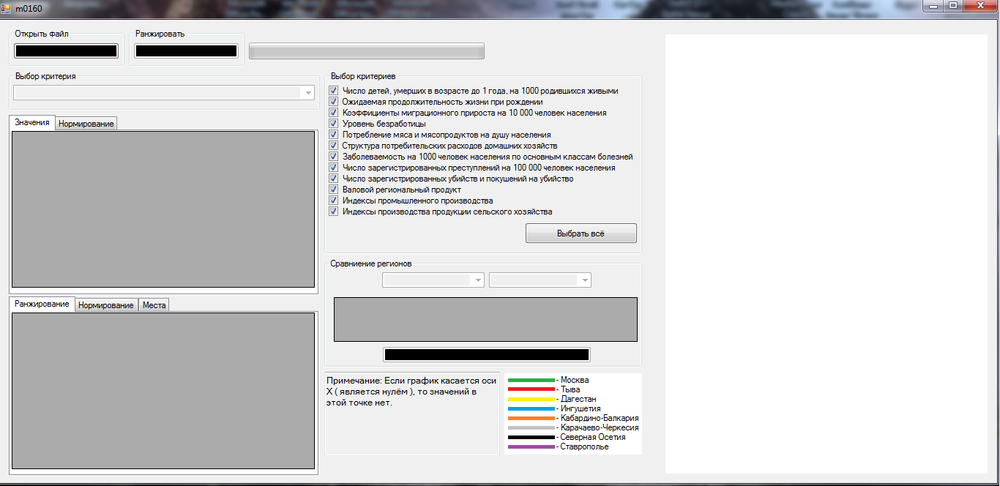 m0160
Открыть файл
Ранжировать
Выбор критерия
Значения
Нормирование
Ранжирование
Нормирование
Места
Выбор критериев
Число детей, умерших в возрасте до 1 года, на 1000 родившихся живыми
Ожидаемая продолжительность жизни при рождении
Коэффициенты миграционного прироста на 10 000 человек населения
Уровень безработицы
Потребление мяса и мясопродуктов на душу населения
Структура потребительских расходов домашних хозяйств
Заболеваемость на 1000 человек населения по основным классам болезней
Число зарегистрированных преступлений на 100 000 человек населения
Число зарегистрированных убийств и покушений на убийство
Валовой региональный продукт
Индексы промышленного производства
Индексы производства продукции сельского хозяйства
Выбрать всё
Сравниение регионов
Примечание: Если график касается оси
X ( является нулём ), то значений в
этой точке нет.
- Москва
- Тыва
- Дагестан
- Ингушетия
- Кабардино-Балкария
- Карачаево-Черкесия
- Северная Осетия
- Ставрополье